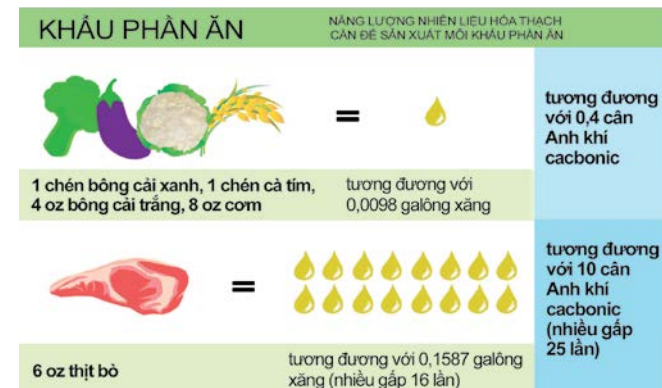 KHẨU PHẦN ĂN
NĂNG LƯỢNG NHIÊN LIỆU HÓA THẠCH
CẦN ĐỂ SẢN XUẤT MỖI KHẨU PHẦN ĂN
=
tương đương
với 0,4 cân
Anh khí
cacbonic
1 chén bông cải xanh, 1 chén cà tím,
4 oz bông cải trắng, 8 oz cơm
tương đương với
0,0098 galông xăng
=
tương đương
với 10 cân
Anh khí
cacbonic
(nhiều gấp
25 lần)
6 oz thịt bò
tương đương với 0,1587 galông
xăng (nhiều gấp 16 lần)